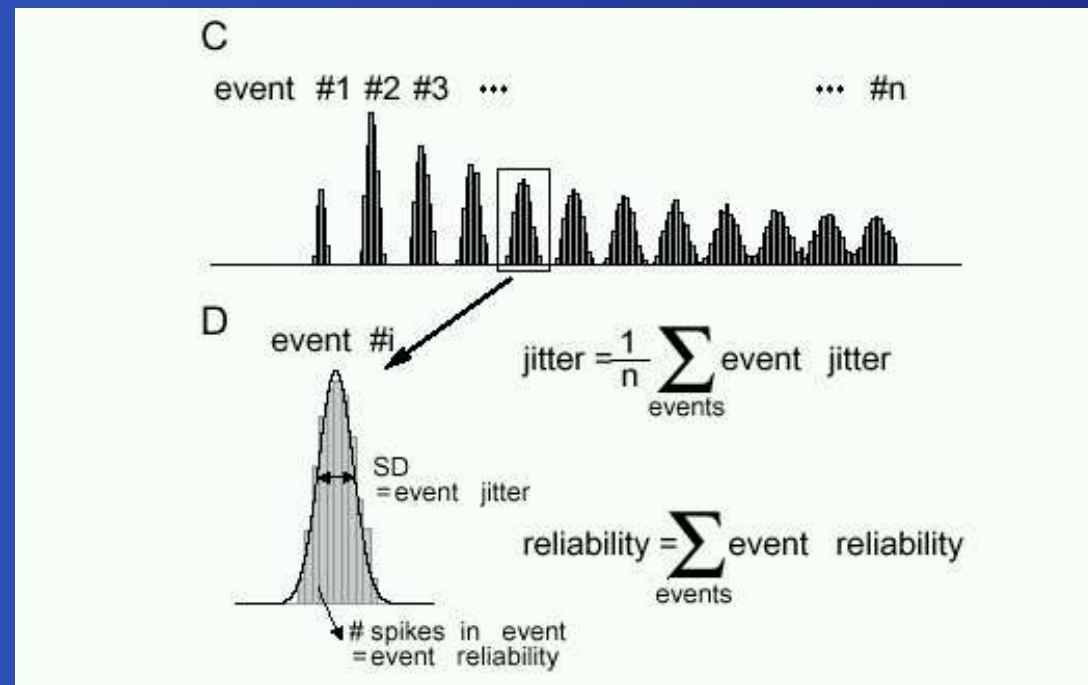 C
event #1 #2 #3 ... ... #n
D
event #i
jitter = 1/n ∑ event jitter
events
SD
=event jitter
reliability = ∑ event reliability
events
# spikes in event
=event reliability